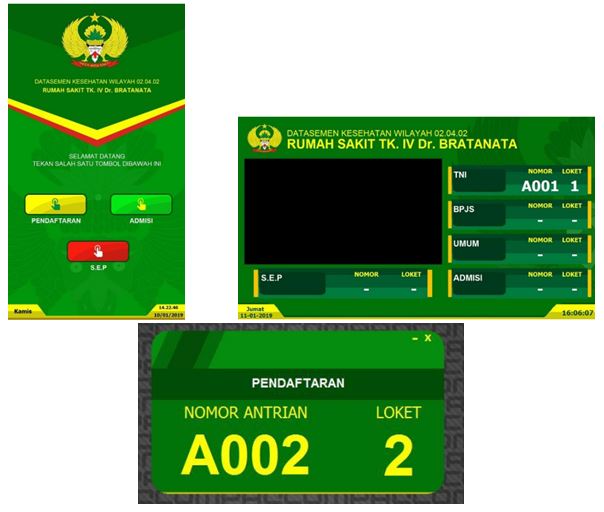 DATASEMEN KESEHATAN WILAYAH 02.04.02
RUMAH SAKIT TK. IV Dr. BRATANATA
SELAMAT DATANG
TEKAN SALAH SATU TOMBOL DIBAWAH INI
PENDAFTARAN
ADMISI
S.E.P
Kamis
14:22:46
10/01/2019
DATASEMEN KESEHATAN WILAYAH 02.04.02
RUMAH SAKIT TK. IV Dr. BRATANATA
TNI NOMOR LOKET
A001 1
BPJS NOMOR LOKET
- -
UMUM NOMOR LOKET
- -
S.E.P NOMOR LOKET
- -
ADMISI NOMOR LOKET
- -
Jumat
11-01-2019
16:06:07
- X
PENDAFTARAN
NOMOR ANTRIAN LOKET
A002 2